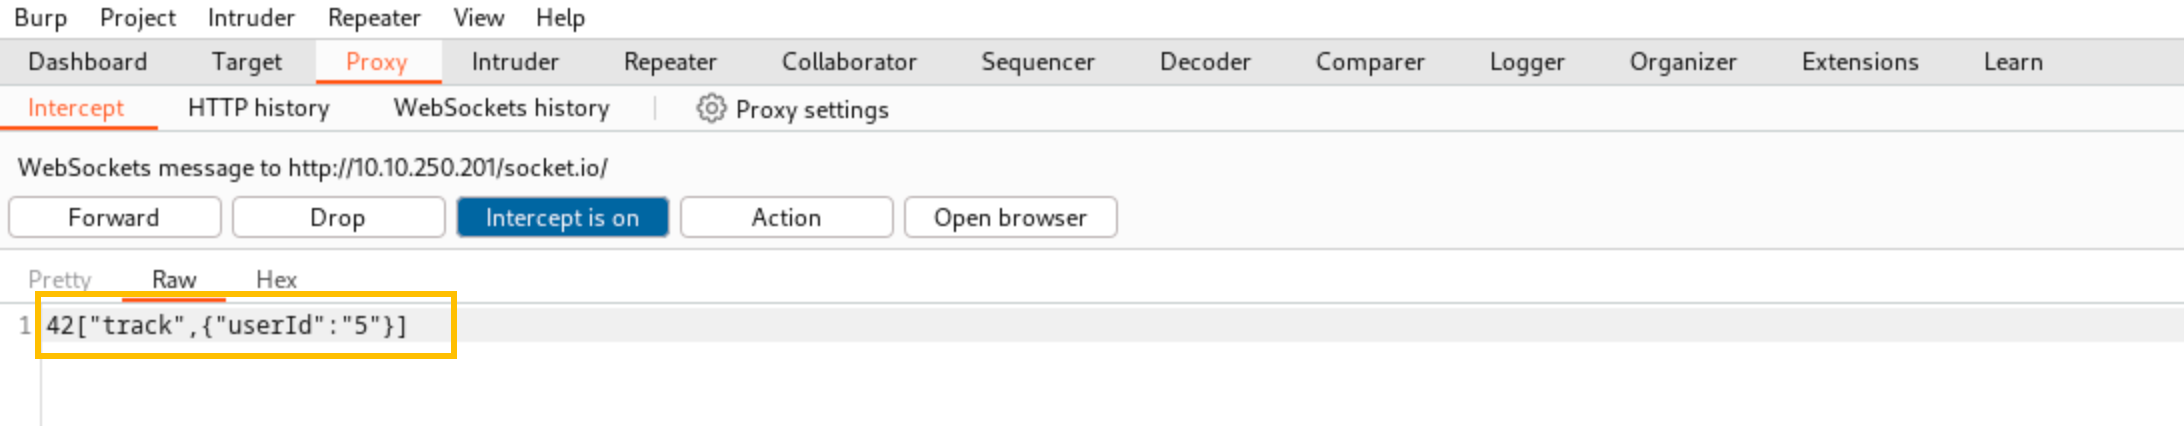 Burp Project Intruder Repeater View Help
Dashboard Target Proxy Intruder Repeater Collaborator Sequencer Decoder Comparer Logger Organizer Extensions Learn
Intercept HTTP history WebSockets history Proxy settings
WebSockets message to http://10.10.250.201/socket.io/
Forward Drop Intercept is on Action Open browser
Pretty Raw Hex
1 42["track",{"userId":"5"}]